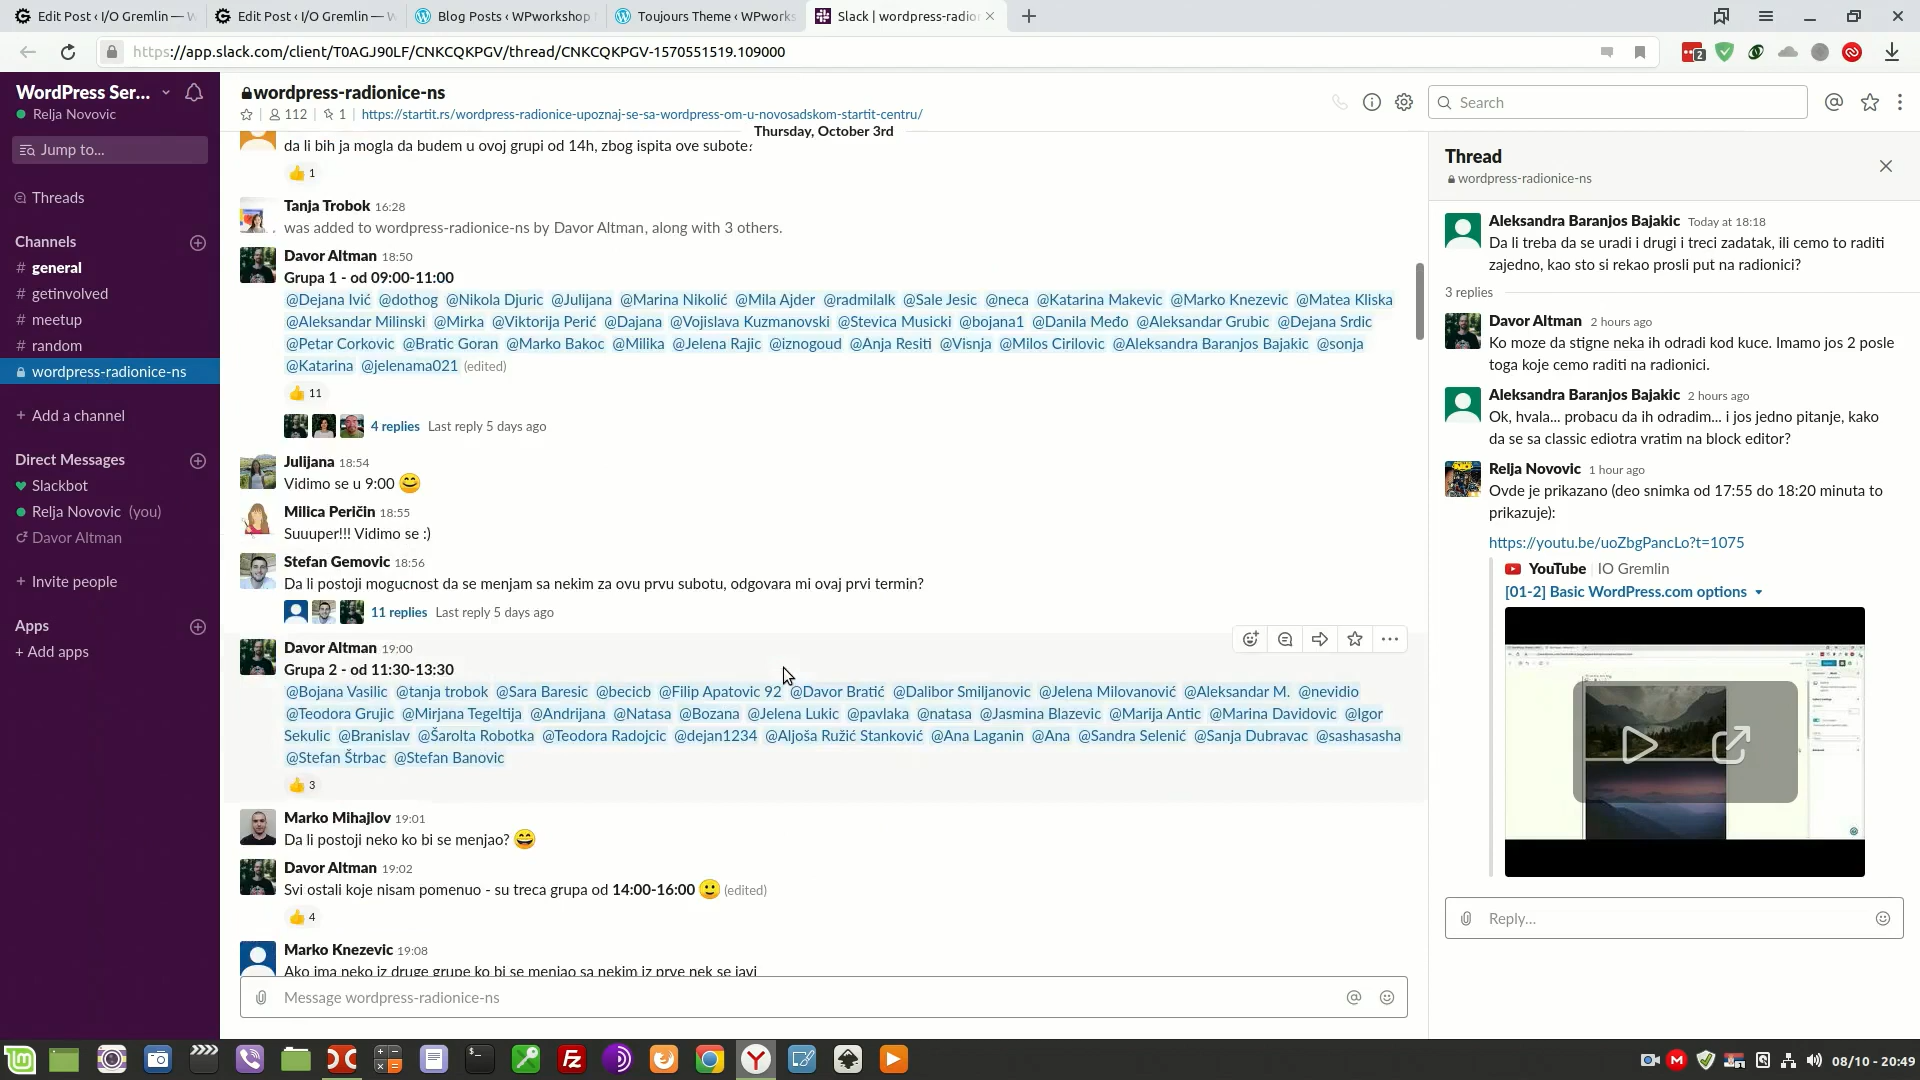 Edit Post ‹ I/O Gremlin — W
Edit Post ‹ I/O Gremlin — W
Blog Posts ‹ WPworkshop
Toujours Theme ‹ WPworks
Slack | wordpress-radio
https://app.slack.com/client/T0AGJ90LF/CNKCQKPGV/thread/CNKCQKPGV-1570551519.109000
2
WordPress Ser...
Relja Novovic
Jump to...
Threads
Channels
# general
# getinvolved
# meetup
# random
wordpress-radionice-ns
+ Add a channel
Direct Messages
Slackbot
Relja Novovic (you)
Davor Altman
+ Invite people
Apps
+ Add apps
wordpress-radionice-ns
112 | 1 | https://startit.rs/wordpress-radionice-upoznaj-se-sa-wordpress-om-u-novosadskom-startit-centru/
Search
Thursday, October 3rd
da li bih ja mogla da budem u ovoj grupi od 14h, zbog ispita ove subote?
1
Tanja Trobok 16:28
was added to wordpress-radionice-ns by Davor Altman, along with 3 others.
Davor Altman 18:50
Grupa 1 - od 09:00-11:00
@Dejana Ivić @dothog @Nikola Djuric @Julijana @Marina Nikolić @Mila Ajder @radmilalk @Sale Jesic @neca @Katarina Makevic @Marko Knezevic @Matea Kliska
@Aleksandar Milinski @Mirka @Viktorija Perić @Dajana @Vojislava Kuzmanovski @Stevica Musicki @bojana1 @Danila Međo @Aleksandar Grubic @Dejana Srdic
@Petar Corkovic @Bratic Goran @Marko Bakoc @Milika @Jelena Rajic @iznogoud @Anja Resiti @Visnja @Milos Cirilovic @Aleksandra Baranjos Bajakic @sonja
@Katarina @jelenama021 (edited)
11
4 replies Last reply 5 days ago
Julijana 18:54
Vidimo se u 9:00
Milica Peričin 18:55
Suuuper!!! Vidimo se :)
Stefan Gemovic 18:56
Da li postoji mogucnost da se menjam sa nekim za ovu prvu subotu, odgovara mi ovaj prvi termin?
11 replies Last reply 5 days ago
Davor Altman 19:00
Grupa 2 - od 11:30-13:30
@Bojana Vasilic @tanja trobok @Sara Baresic @becicb @Filip Apatovic 92 @Davor Bratić @Dalibor Smiljanovic @Jelena Milovanović @Aleksandar M. @nevidio
@Teodora Grujic @Mirjana Tegeltija @Andrijana @Natasa @Bozana @Jelena Lukic @pavlaka @natasa @Jasmina Blazevic @Marija Antic @Marina Davidovic @Igor
Sekulic @Branislav @Šarolta Robotka @Teodora Radojcic @dejan1234 @Aljoša Ružić Stanković @Ana Laganin @Ana @Sandra Selenić @Sanja Dubravac @sashasasha
@Stefan Štrbac @Stefan Banovic
3
Marko Mihajlov 19:01
Da li postoji neko ko bi se menjao?
Davor Altman 19:02
Svi ostali koje nisam pomenuo - su treca grupa od 14:00-16:00 (edited)
4
Marko Knezevic 19:08
Ako ima neko iz druge grupe ko bi se menjao sa nekim iz prve nek se javi
Message wordpress-radionice-ns
Thread
wordpress-radionice-ns
Aleksandra Baranjos Bajakic Today at 18:18
Da li treba da se uradi i drugi i treci zadatak, ili cemo to raditi
zajedno, kao sto si rekao prosli put na radionici?
3 replies
Davor Altman 2 hours ago
Ko moze da stigne neka ih odradi kod kuce. Imamo jos 2 posle
toga koje cemo raditi na radionici.
Aleksandra Baranjos Bajakic 2 hours ago
Ok, hvala... probacu da ih odradim... i jos jedno pitanje, kako
da se sa classic ediotra vratim na block editor?
Relja Novovic 1 hour ago
Ovde je prikazano (deo snimka od 17:55 do 18:20 minuta to
prikazuje):
https://youtu.be/uoZbgPancLo?t=1075
YouTube IO Gremlin
[01-2] Basic WordPress.com options
Reply...
08/10 - 20:49